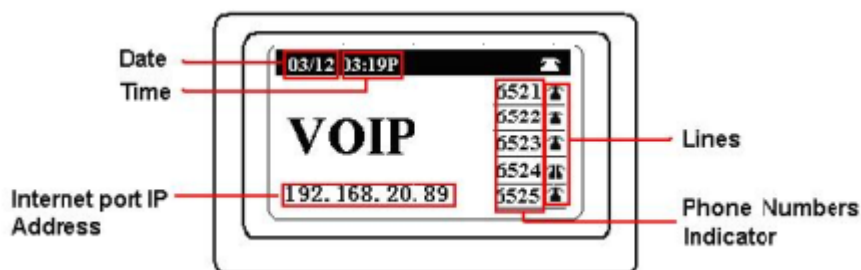 Date
Time
Internet port IP
Address
03/12 03:19P
VOIP
192.168.20.89
6521
6522
6523
6524
6525
Lines
Phone Numbers
Indicator